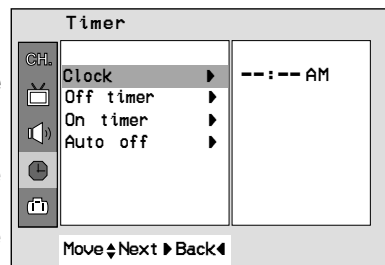 Timer
CH.
Clock ▶ --:-- AM
Off timer ▶
On timer ▶
Auto off ▶
Move ▲▼ Next ▶ Back ◀